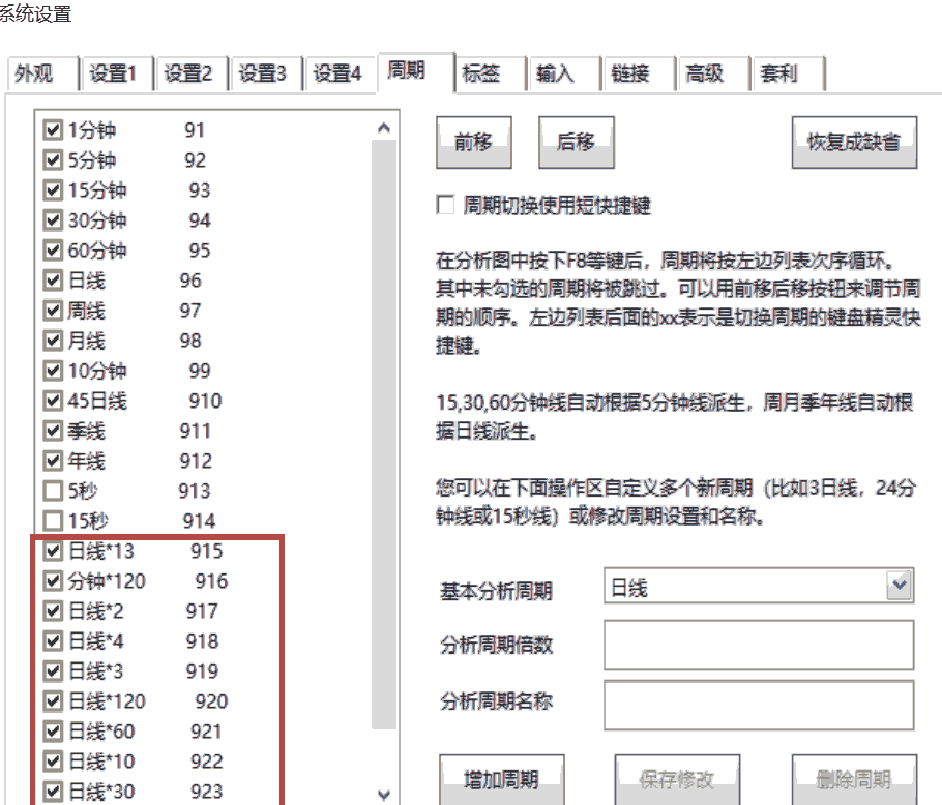 系统设置
外观 设置1 设置2 设置3 设置4 周期 标签 输入 链接 高级 套利
1分钟 91
5分钟 92
15分钟 93
30分钟 94
60分钟 95
日线 96
周线 97
月线 98
10分钟 99
45日线 910
季线 911
年线 912
5秒 913
15秒 914
日线*13 915
分钟*120 916
日线*2 917
日线*4 918
日线*3 919
日线*120 920
日线*60 921
日线*10 922
日线*30 923
前移 后移 恢复成缺省
周期切换使用短快捷键
在分析图中按下F8等键后，周期将按左边列表次序循环。
其中未勾选的周期将被跳过。可以用前移后移按钮来调节周
期的顺序。左边列表后面的xx表示是切换周期的键盘精灵快
捷键。
15,30,60分钟线自动根据5分钟线派生，周月季年线自动根
据日线派生。
您可以在下面操作区自定义多个新周期（比如3日线，24分
钟线或15秒线）或修改周期设置和名称。
基本分析周期 日线
分析周期倍数
分析周期名称
增加周期 保存修改 删除周期